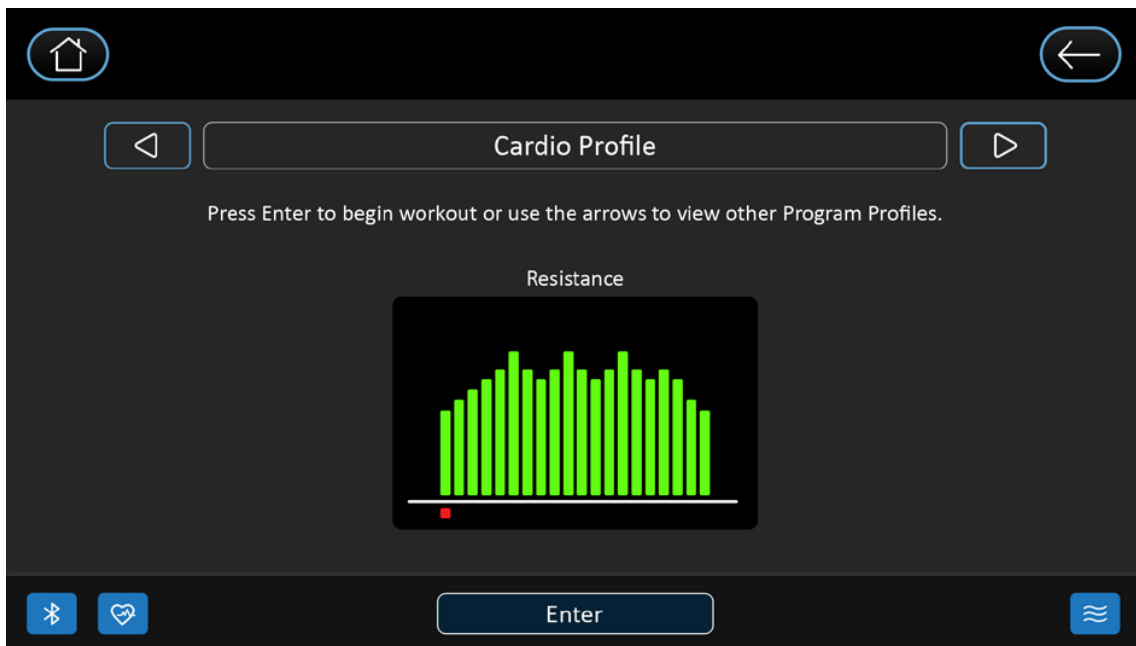 Cardio Profile
Press Enter to begin workout or use the arrows to view other Program Profiles.
Resistance
Enter